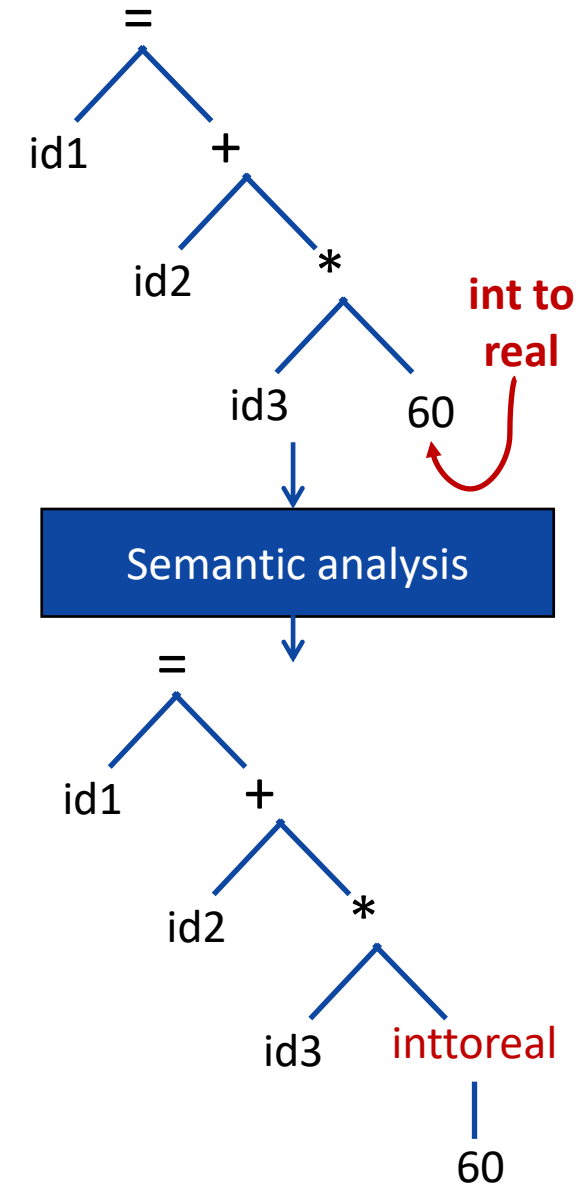 =
id1 +
id2 *
int to
real
id3 60
Semantic analysis
=
id1 +
id2 *
id3 inttoreal
60